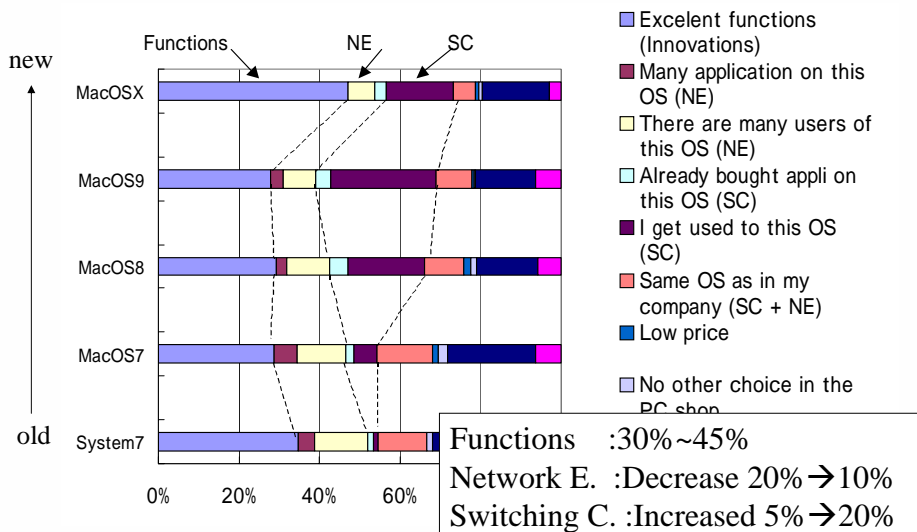 Functions
NE
SC
new
old
MacOSX
MacOS9
MacOS8
MacOS7
System7
0%
20%
40%
60%
Excelent functions
(Innovations)
Many application on this
OS (NE)
There are many users of
this OS (NE)
Already bought appli on
this OS (SC)
I get used to this OS
(SC)
Same OS as in my
company (SC + NE)
Low price
No other choice in the
PC shop
Functions :30%~45%
Network E. :Decrease 20%→10%
Switching C. :Increased 5%→20%